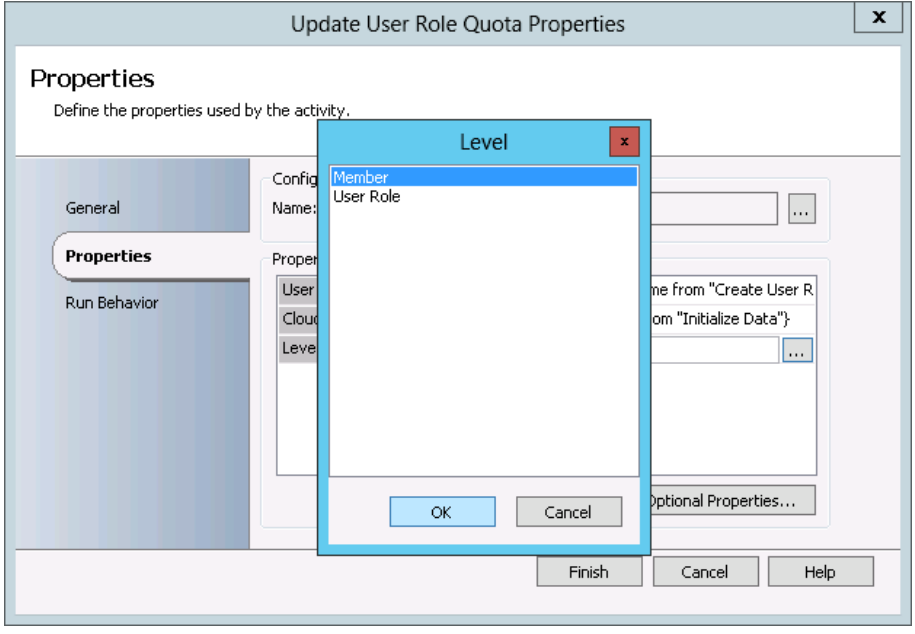 Update User Role Quota Properties
x
Properties
Define the properties used by the activity.
General
Properties
Run Behavior
Config
Name:
...
Proper
User
me from "Create User R
Cloud
om "Initialize Data"}
Leve
...
Level
x
Member
User Role
OK
Cancel
Optional Properties...
Finish
Cancel
Help